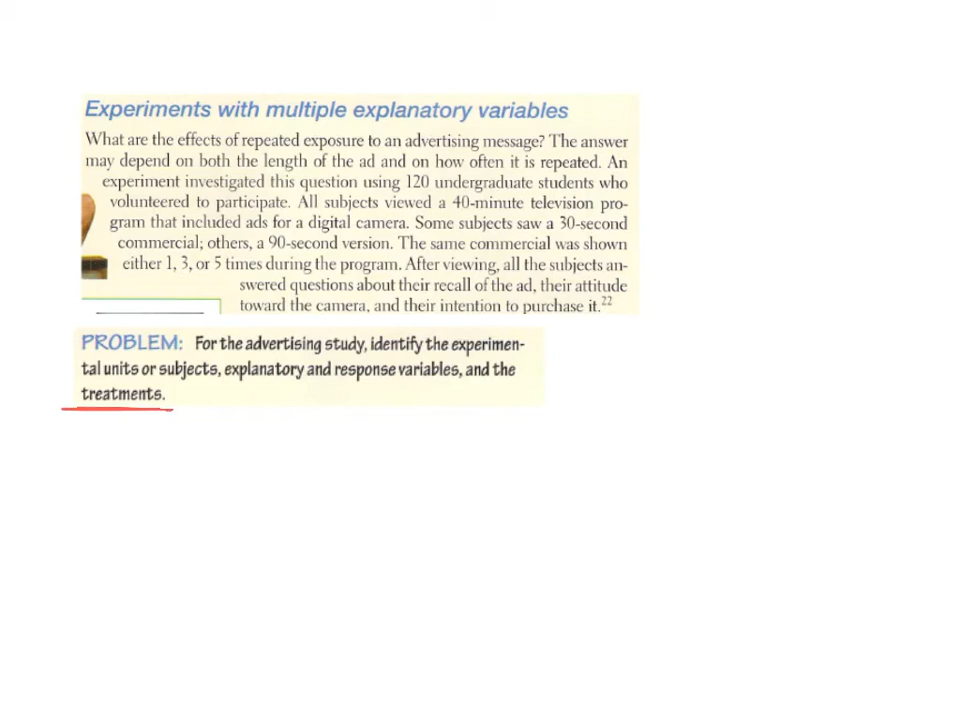 Experiments with multiple explanatory variables
What are the effects of repeated exposure to an advertising message? The answer
may depend on both the length of the ad and on how often it is repeated. An
experiment investigated this question using 120 undergraduate students who
volunteered to participate. All subjects viewed a 40-minute television pro-
gram that included ads for a digital camera. Some subjects saw a 30-second
commercial; others, a 90-second version. The same commercial was shown
either 1, 3, or 5 times during the program. After viewing, all the subjects an-
swered questions about their recall of the ad, their attitude
toward the camera, and their intention to purchase it.22
PROBLEM: For the advertising study, identify the experimen-
tal units or subjects, explanatory and response variables, and the
treatments.